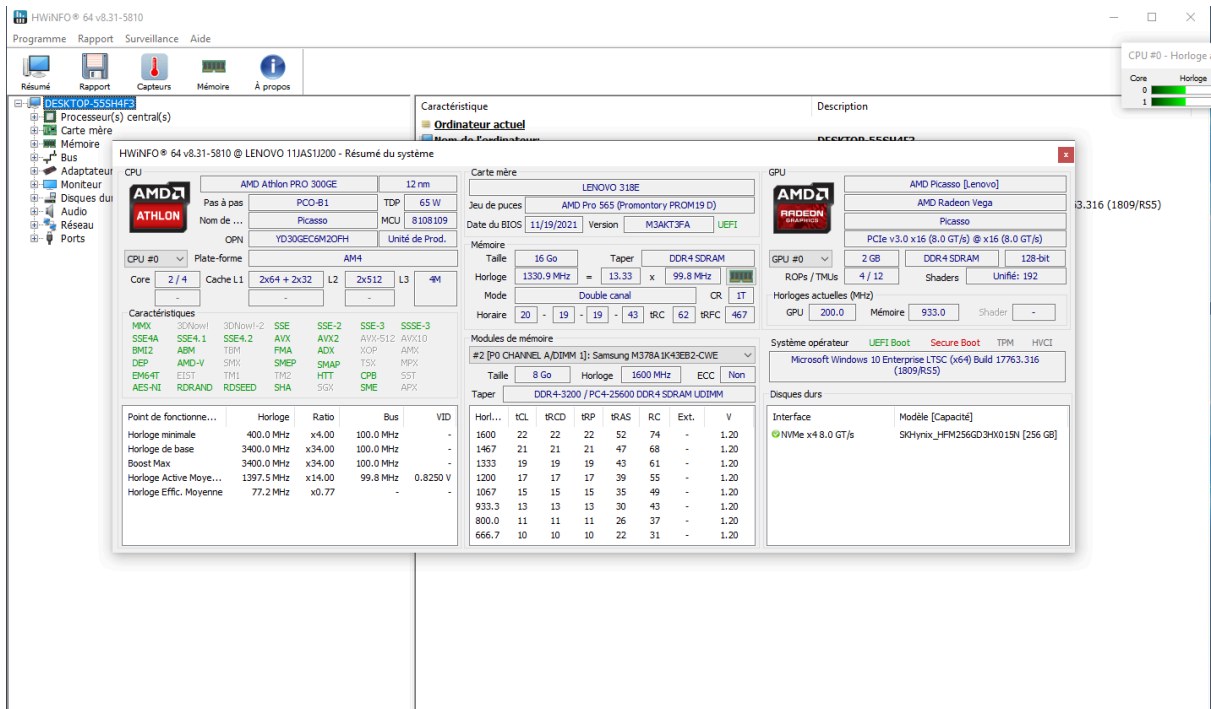 HWiNFO® 64 v8.31-5810
Programme Rapport Surveillance Aide
Résumé Rapport Capteurs Mémoire À propos
CPU #0 - Horloge
Core Horloge
0
1
DESKTOP-55SH4F3
Processeur(s) central(s)
Carte mère
Mémoire
Bus
Adaptateur
Moniteur
Disques dur
Audio
Réseau
Ports
Caractéristique Description
Ordinateur actuel
3.316 (1809/RS5)
HWiNFO® 64 v8.31-5810 @ LENOVO 11JAS1J200 - Résumé du système
CPU
AMD ATHLON
AMD Athlon PRO 300GE 12 nm
Pas à pas PCO-B1 TDP 65 W
Nom de ... Picasso MCU 8108109
OPN YD30GEC6M2OFH Unité de Prod.
CPU #0 Plate-forme AM4
Core 2 / 4 Cache L1 2x64 + 2x32 L2 2x512 L3 4M
- - -
Caractéristiques
MMX 3DNow! 3DNow!-2 SSE SSE-2 SSE-3 SSSE-3
SSE4A SSE4.1 SSE4.2 AVX AVX2 AVX-512 AVX10
BMI2 ABM TBM FMA ADX XOP AMX
DEP AMD-V SMX SMEP SMAP TSX MPX
EM64T EIST TM1 TM2 HTT CPB SST
AES-NI RDRAND RDSEED SHA SGX SME APX
Point de fonctionne... Horloge Ratio Bus VID
Horloge minimale 400.0 MHz x4.00 100.0 MHz -
Horloge de base 3400.0 MHz x34.00 100.0 MHz -
Boost Max 3400.0 MHz x34.00 100.0 MHz -
Horloge Active Moye... 1397.5 MHz x14.00 99.8 MHz 0.8250 V
Horloge Effic. Moyenne 77.2 MHz x0.77 - -
Carte mère
LENOVO 318E
Jeu de puces AMD Pro 565 (Promontory PROM19 D)
Date du BIOS 11/19/2021 Version M3AKT3FA UEFI
Mémoire
Taille 16 Go Taper DDR4 SDRAM
Horloge 1330.9 MHz = 13.33 x 99.8 MHz
Mode Double canal CR 1T
Horaire 20 - 19 - 19 - 43 tRC 62 tRFC 467
Modules de mémoire
#2 [P0 CHANNEL A/DIMM 1]: Samsung M378A1K43EB2-CWE
Taille 8 Go Horloge 1600 MHz ECC Non
Taper DDR4-3200 / PC4-25600 DDR4 SDRAM UDIMM
Horl... tCL tRCD tRP tRAS RC Ext. V
1600 22 22 22 52 74 - 1.20
1467 21 21 21 47 68 - 1.20
1333 19 19 19 43 61 - 1.20
1200 17 17 17 39 55 - 1.20
1067 15 15 15 35 49 - 1.20
933.3 13 13 13 30 43 - 1.20
800.0 11 11 11 26 37 - 1.20
666.7 10 10 10 22 31 - 1.20
GPU
AMD RADEON GRAPHICS
AMD Picasso [Lenovo]
AMD Radeon Vega
Picasso
PCIe v3.0 x16 (8.0 GT/s) @ x16 (8.0 GT/s)
GPU #0 2 GB DDR4 SDRAM 128-bit
ROPs / TMUs 4 / 12 Shaders Unifié: 192
Horloges actuelles (MHz)
GPU 200.0 Mémoire 933.0 Shader -
Système opérateur UEFI Boot Secure Boot TPM HVCI
Microsoft Windows 10 Enterprise LTSC (x64) Build 17763.316
(1809/RS5)
Disques durs
Interface Modèle [Capacité]
NVMe x4 8.0 GT/s SKHynix_HFM256GD3HX015N [256 GB]